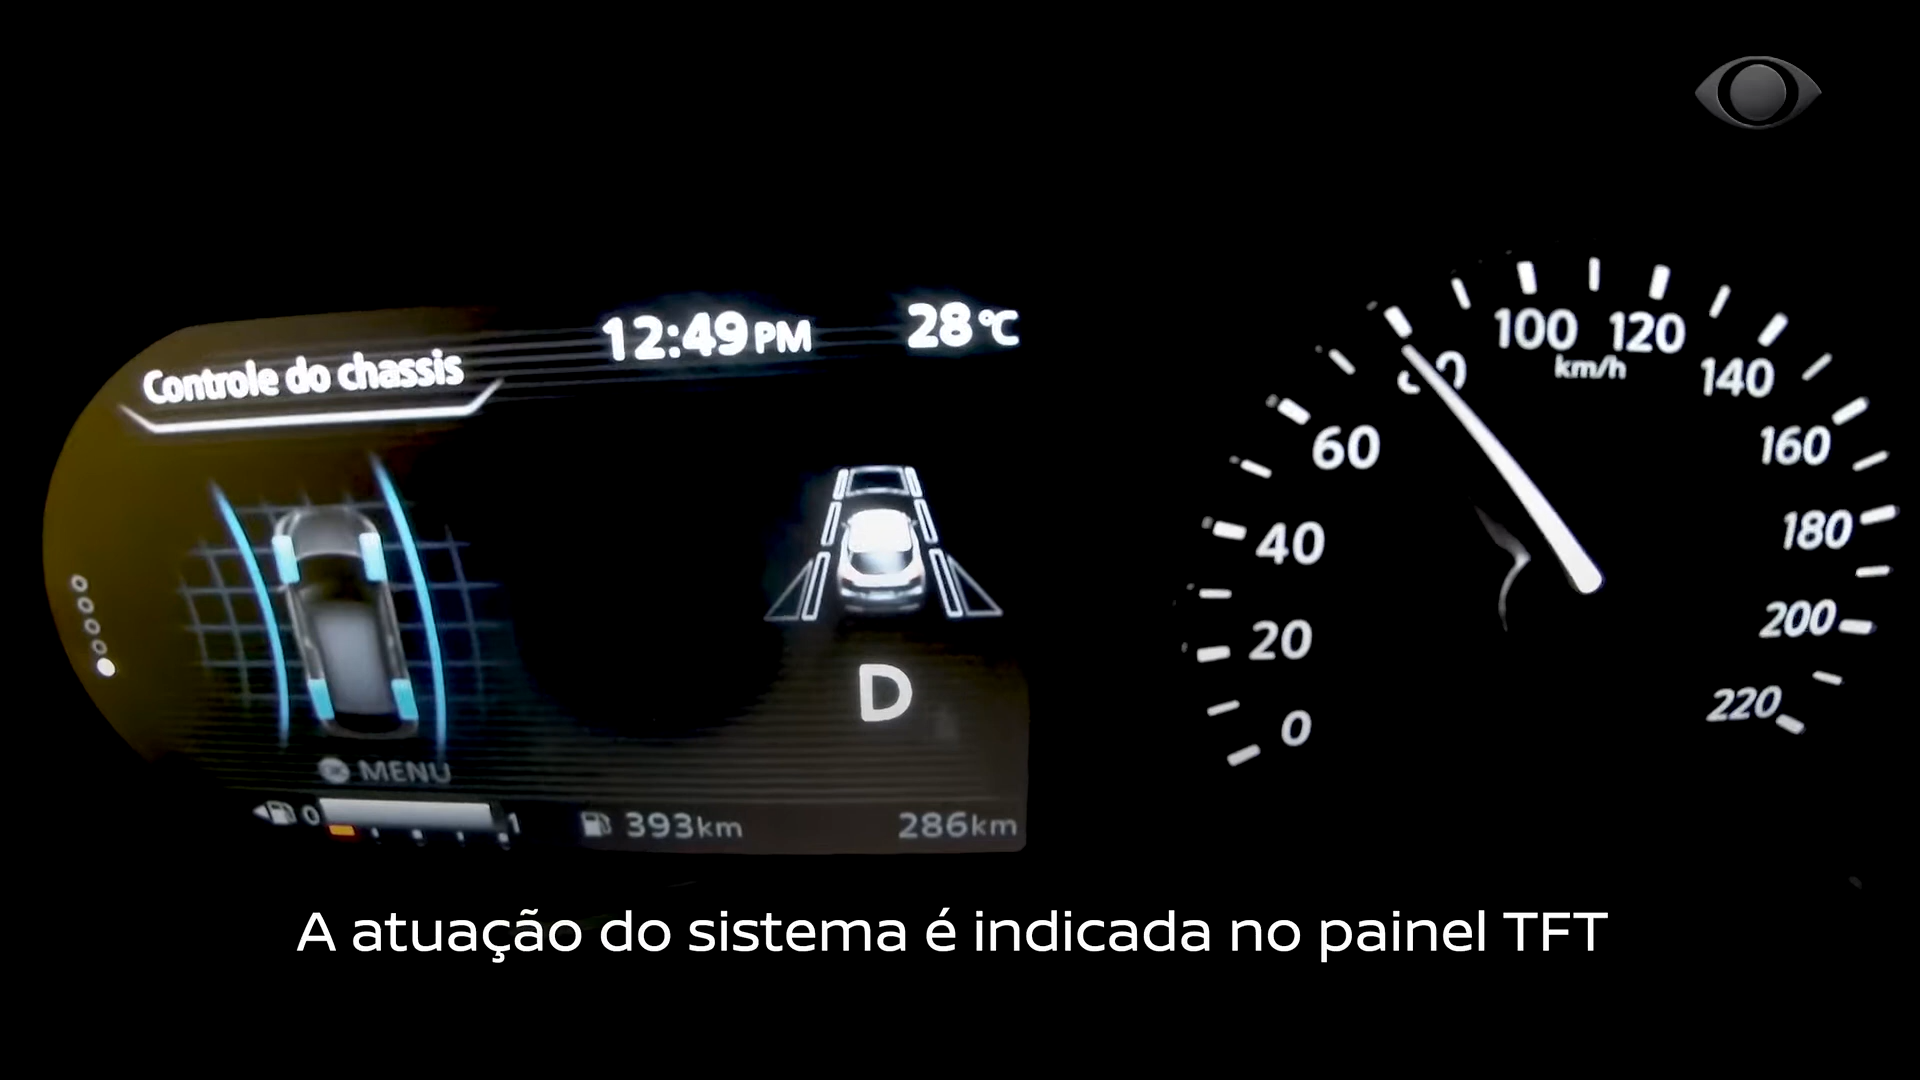 12:49 PM 28°C
Controle do chassis
D
MENU
0 1
393km 286km
0
20
40
60
100
120
km/h
140
160
180
200
220
A atuação do sistema é indicada no painel TFT